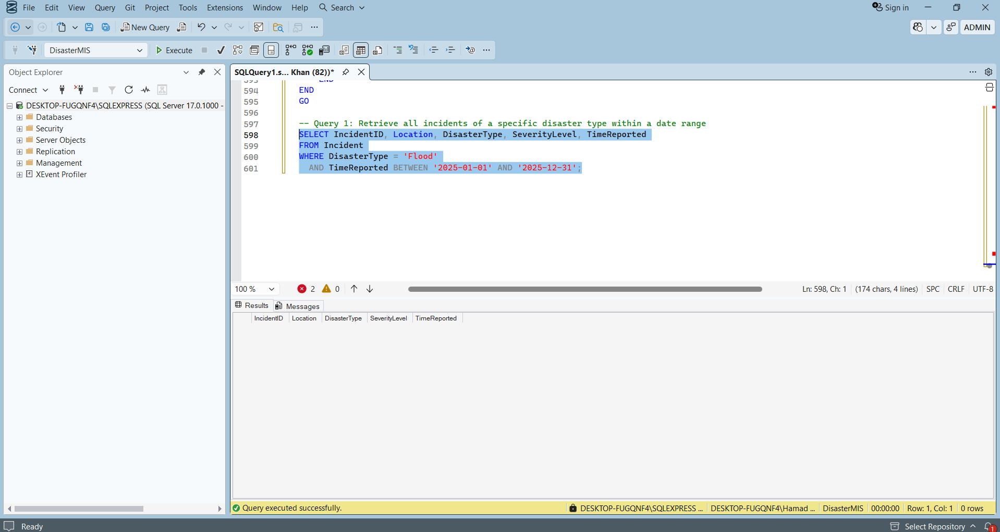 File Edit View Query Git Project Tools Extensions Window Help Search Sign in
New Query ADMIN
DisasterMIS Execute
Object Explorer
Connect
DESKTOP-FUGQNF4\SQLEXPRESS (SQL Server 17.0.1000 -
Databases
Security
Server Objects
Replication
Management
XEvent Profiler
SQLQuery1.s... Khan (82))*
593 END
594 END
595 GO
596
597 -- Query 1: Retrieve all incidents of a specific disaster type within a date range
598 SELECT IncidentID, Location, DisasterType, SeverityLevel, TimeReported
599 FROM Incident
600 WHERE DisasterType = 'Flood'
601 AND TimeReported BETWEEN '2025-01-01' AND '2025-12-31';
100 % 2 0 Ln: 598, Ch: 1 (174 chars, 4 lines) SPC CRLF UTF-8
Results Messages
IncidentID Location DisasterType SeverityLevel TimeReported
Query executed successfully. DESKTOP-FUGQNF4\SQLEXPRESS ... DESKTOP-FUGQNF4\Hamad ... DisasterMIS 00:00:00 Row: 1, Col: 1 0 rows
Ready Select Repository 1